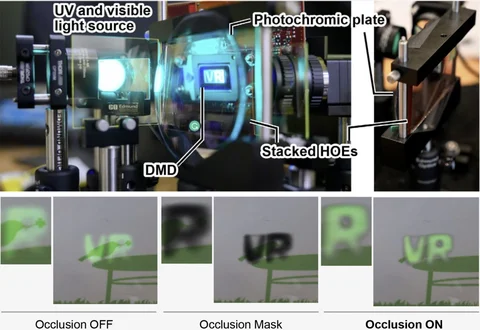 UV and visible
light source
Photochromic plate
VR
DMD
Stacked HOEs
P
VR
P
VR
R
VR
Occlusion OFF
Occlusion Mask
Occlusion ON